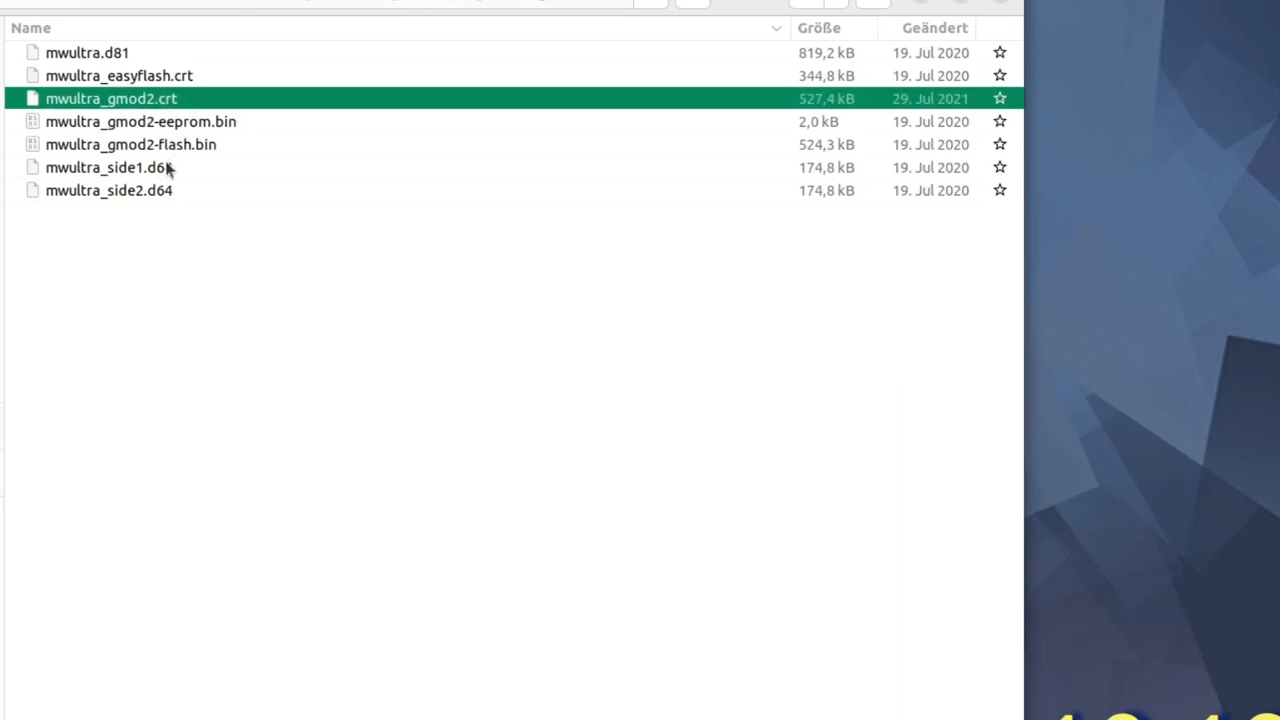 Name Größe Geändert
mwultra.d81 819,2 kB 19. Jul 2020
mwultra_easyflash.crt 344,8 kB 19. Jul 2020
mwultra_gmod2.crt 527,4 kB 29. Jul 2021
mwultra_gmod2-eeprom.bin 2,0 kB 19. Jul 2020
mwultra_gmod2-flash.bin 524,3 kB 19. Jul 2020
mwultra_side1.d64 174,8 kB 19. Jul 2020
mwultra_side2.d64 174,8 kB 19. Jul 2020